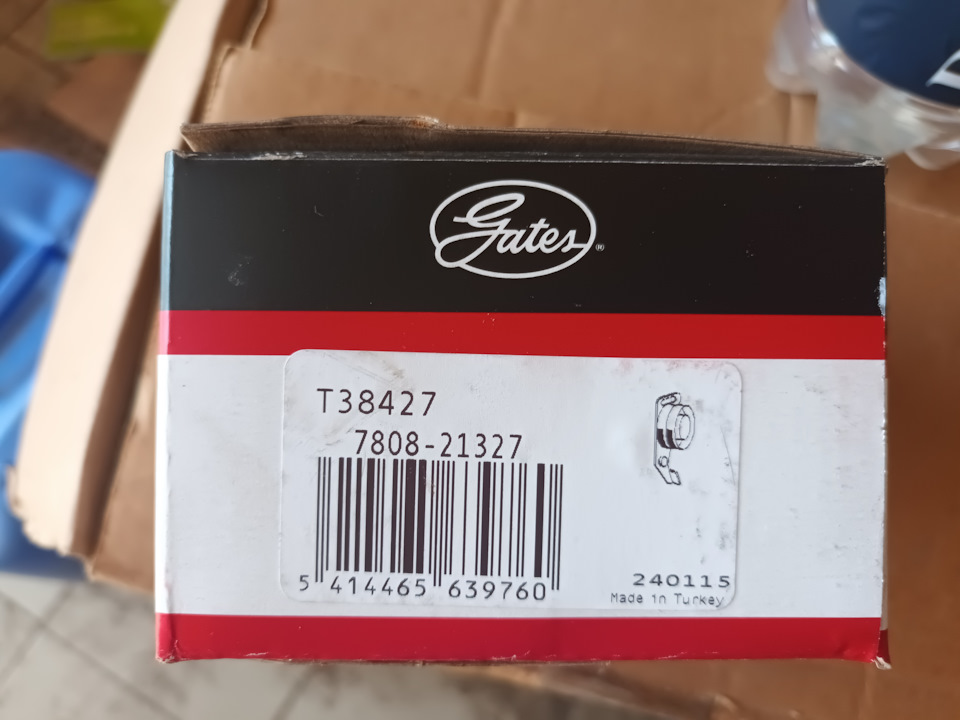 Gates®
T38427
7808-21327
5 414465 639760
240115
Made in Turkey